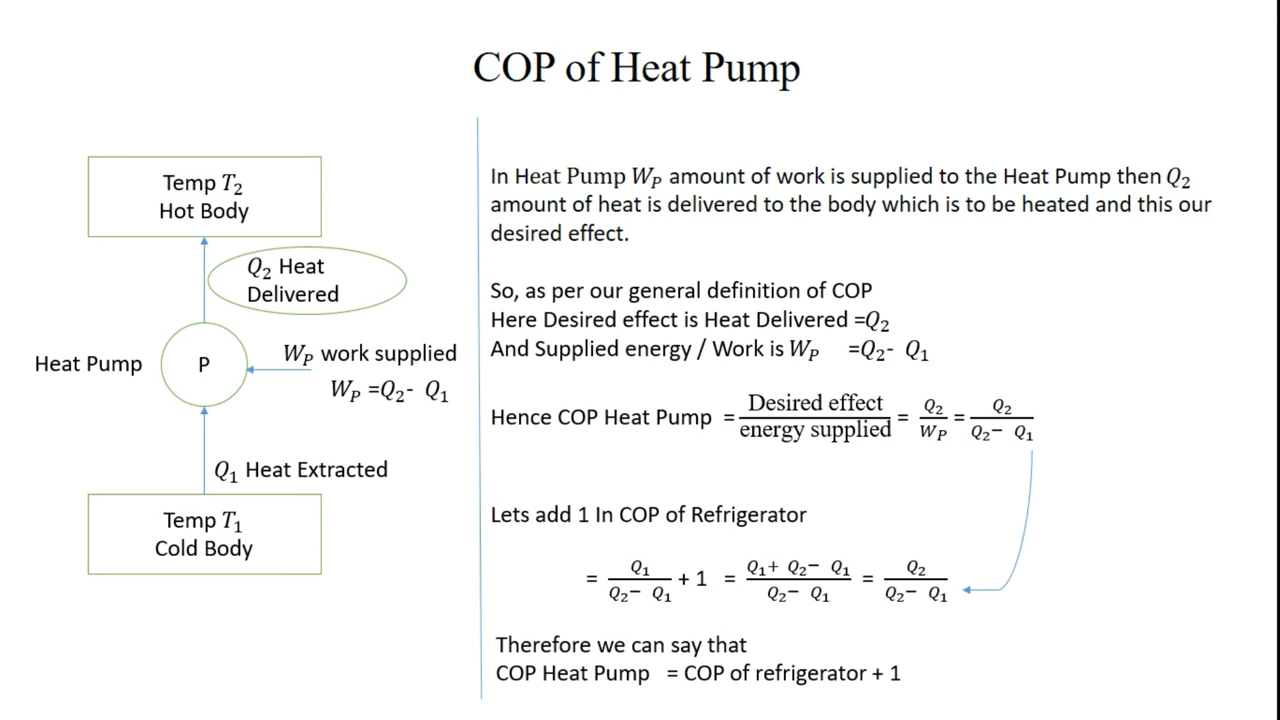 COP of Heat Pump
Temp T₂
Hot Body
Q₂ Heat
Delivered
Heat Pump
P
W_P work supplied
W_P =Q₂- Q₁
Q₁ Heat Extracted
Temp T₁
Cold Body
In Heat Pump W_P amount of work is supplied to the Heat Pump then Q₂
amount of heat is delivered to the body which is to be heated and this our
desired effect.
So, as per our general definition of COP
Here Desired effect is Heat Delivered =Q₂
And Supplied energy / Work is W_P =Q₂- Q₁
Hence COP Heat Pump = Desired effect / energy supplied = Q₂ / W_P = Q₂ / Q₂− Q₁
Lets add 1 In COP of Refrigerator
= Q₁ / Q₂− Q₁ + 1 = Q₁+ Q₂− Q₁ / Q₂− Q₁ = Q₂ / Q₂− Q₁
Therefore we can say that
COP Heat Pump = COP of refrigerator + 1